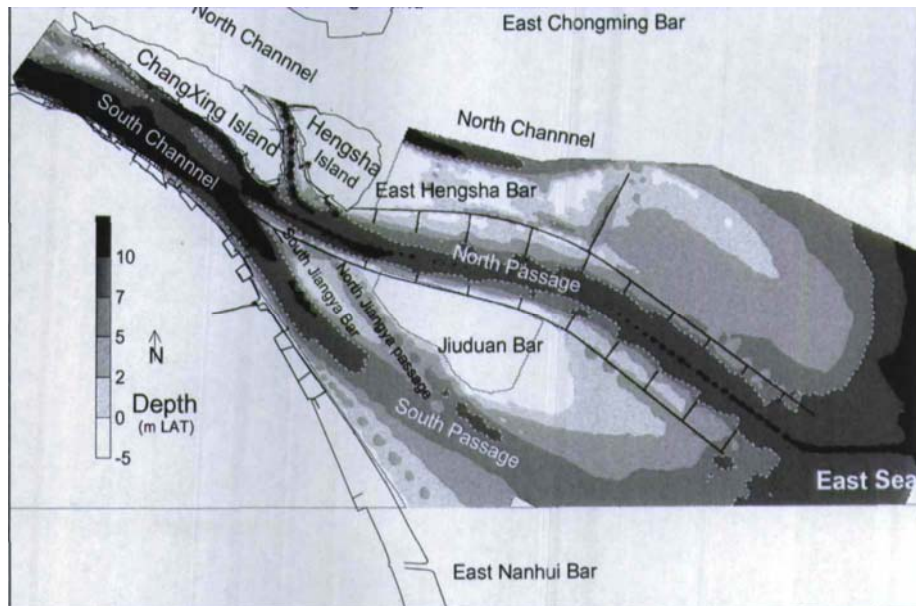 North Channnel
East Chongming Bar
ChangXing Island
South Channnel
Hengsha
Island
North Channnel
East Hengsha Bar
North Passage
South Jiangya Bar
North Jiangya passage
Jiuduan Bar
South Passage
East Sea
East Nanhui Bar
10
7
5
2
0
-5
N
Depth
(m LAT)